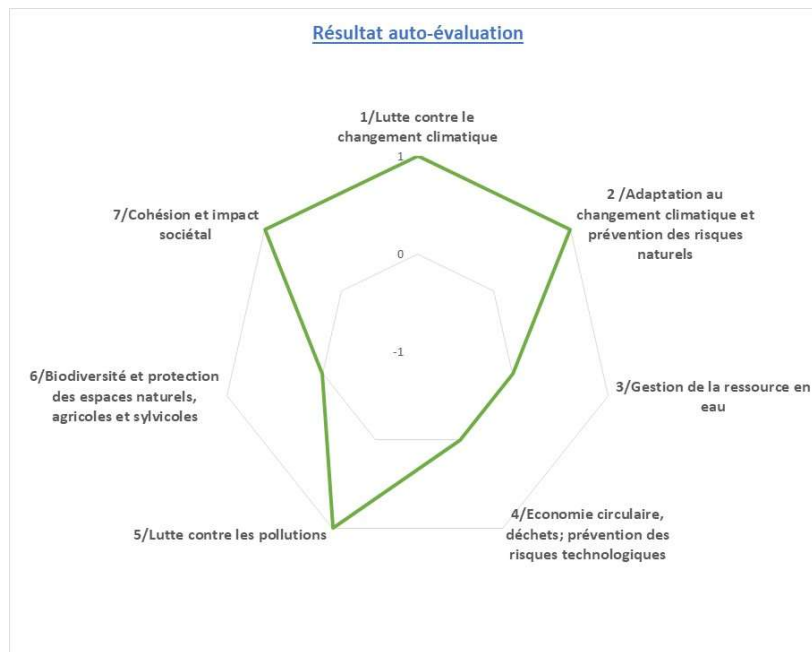 Résultat auto-évaluation
1/Lutte contre le
changement climatique
1
2 /Adaptation au
changement climatique et
prévention des risques
naturels
7/Cohésion et impact
sociétal
0
-1
6/Biodiversité et protection
des espaces naturels,
agricoles et sylvicoles
3/Gestion de la ressource en
eau
5/Lutte contre les pollutions
4/Economie circulaire,
déchets; prévention des
risques technologiques